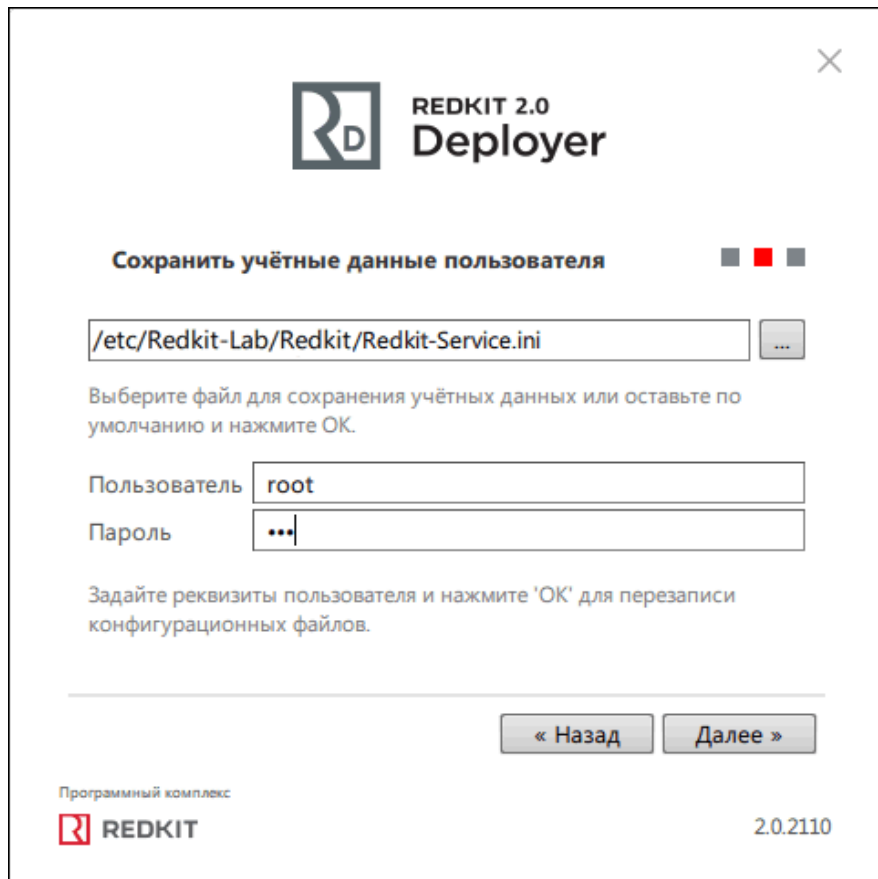 REDKIT 2.0
Deployer
Сохранить учётные данные пользователя
/etc/Redkit-Lab/Redkit/Redkit-Service.ini
...
Выберите файл для сохранения учётных данных или оставьте по
умолчанию и нажмите ОК.
Пользователь root
Пароль •••
Задайте реквизиты пользователя и нажмите 'ОК' для перезаписи
конфигурационных файлов.
« Назад Далее »
Программный комплекс
REDKIT 2.0.2110